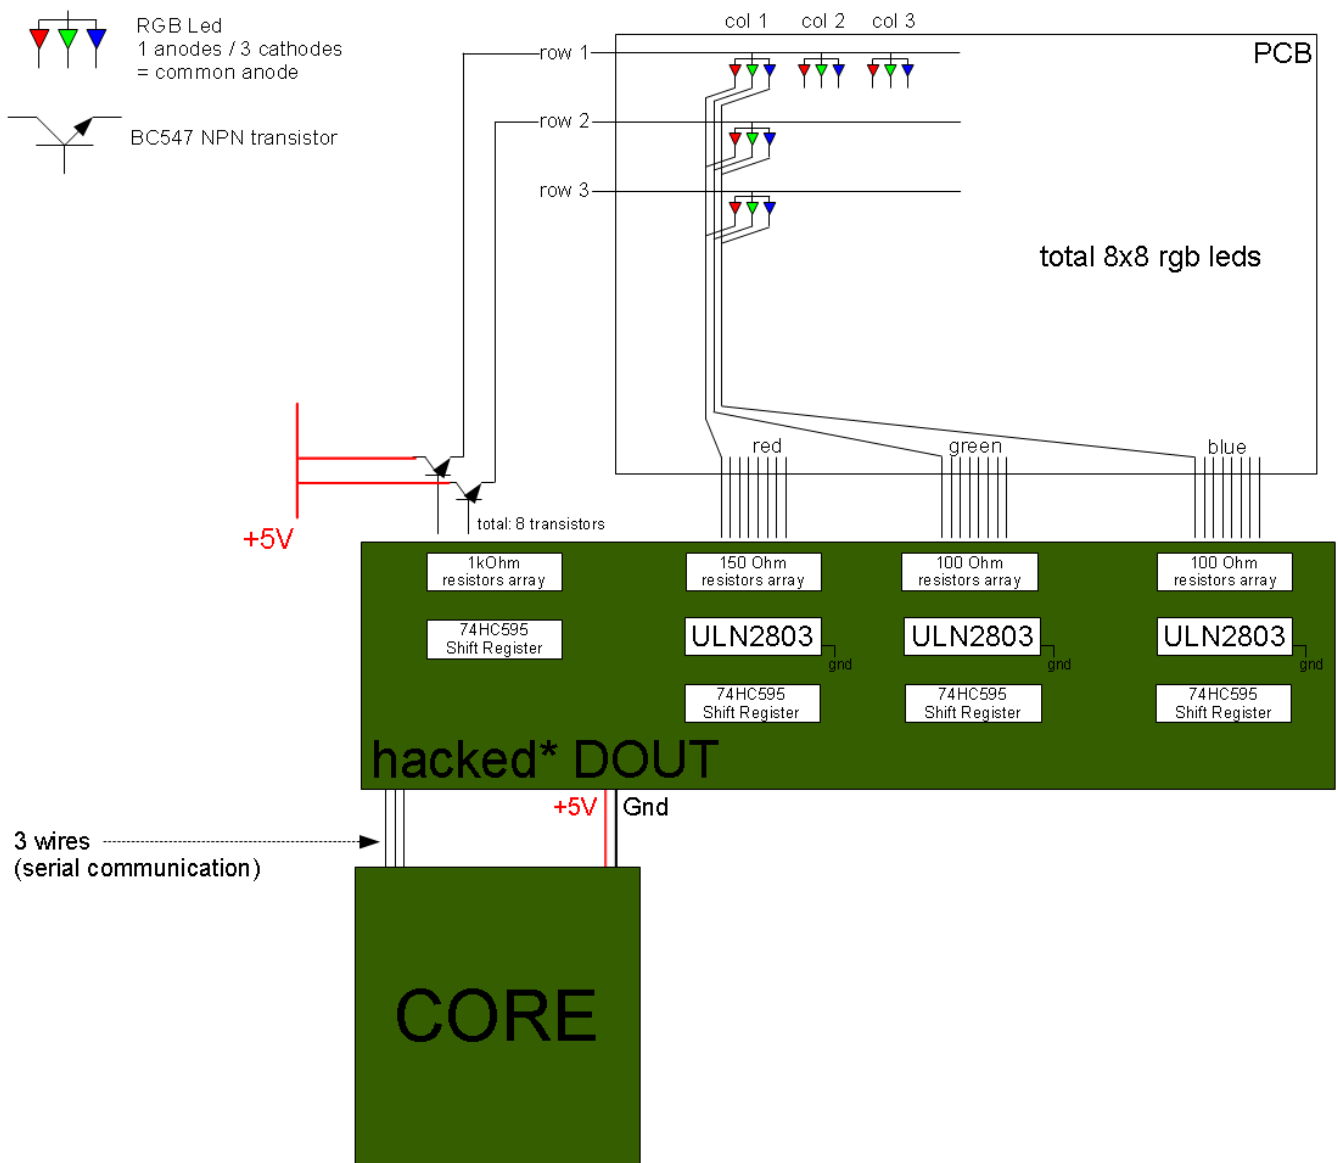 RGB Led
1 anodes / 3 cathodes
= common anode
BC547 NPN transistor
col 1
col 2
col 3
PCB
row 1
row 2
row 3
total 8x8 rgb leds
red
green
blue
+5V
total: 8 transistors
1kOhm
resistors array
150 Ohm
resistors array
100 Ohm
resistors array
100 Ohm
resistors array
74HC595
Shift Register
ULN2803
gnd
ULN2803
gnd
ULN2803
gnd
74HC595
Shift Register
74HC595
Shift Register
74HC595
Shift Register
hacked* DOUT
+5V
Gnd
3 wires
(serial communication)
CORE